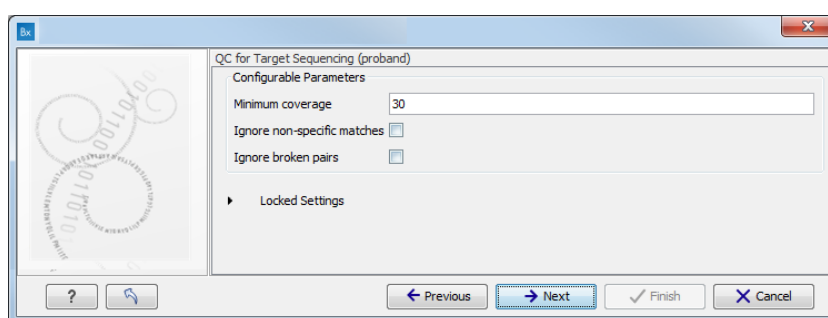 Bx
QC for Target Sequencing (proband)
Configurable Parameters
Minimum coverage 30
Ignore non-specific matches
Ignore broken pairs
Locked Settings
? Previous Next Finish Cancel